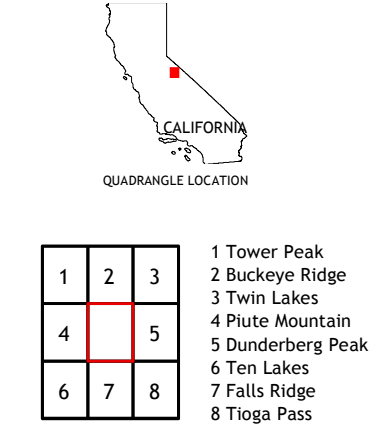 CALIFORNIA
QUADRANGLE LOCATION
1 2 3
4 5
6 7 8
1 Tower Peak
2 Buckeye Ridge
3 Twin Lakes
4 Piute Mountain
5 Dunderberg Peak
6 Ten Lakes
7 Falls Ridge
8 Tioga Pass